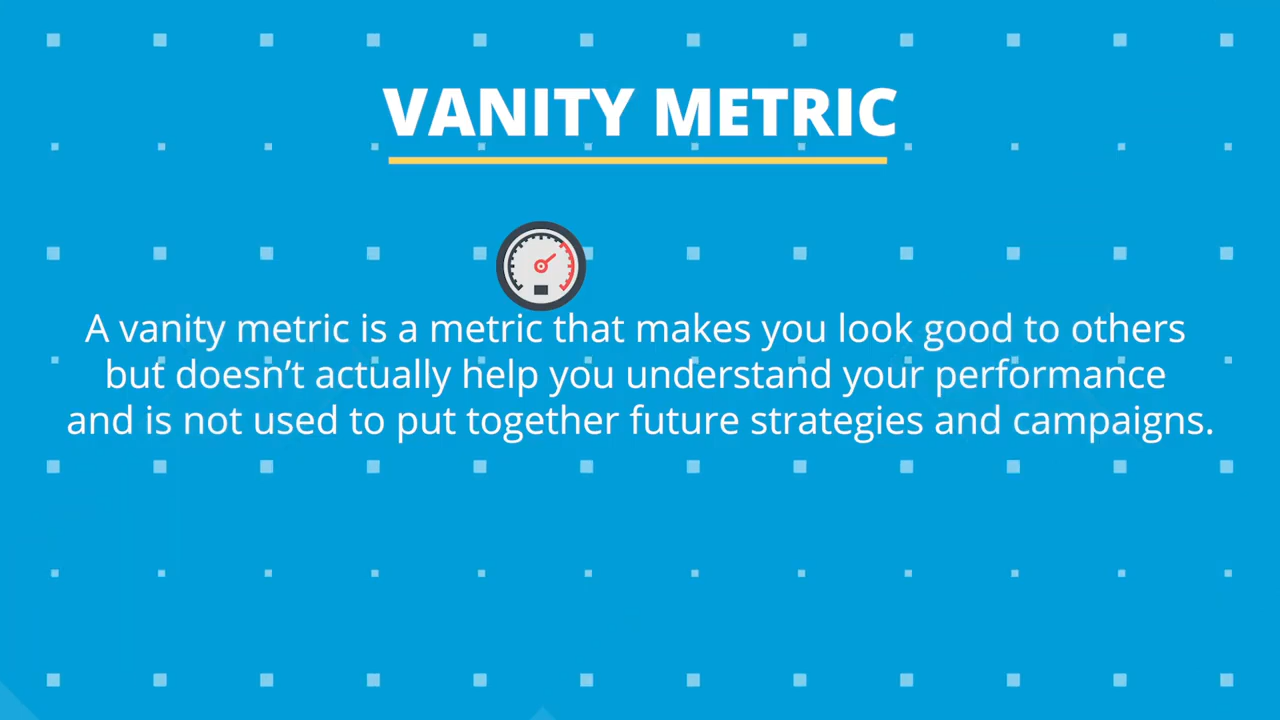 VANITY METRIC
A vanity metric is a metric that makes you look good to others
but doesn’t actually help you understand your performance
and is not used to put together future strategies and campaigns.